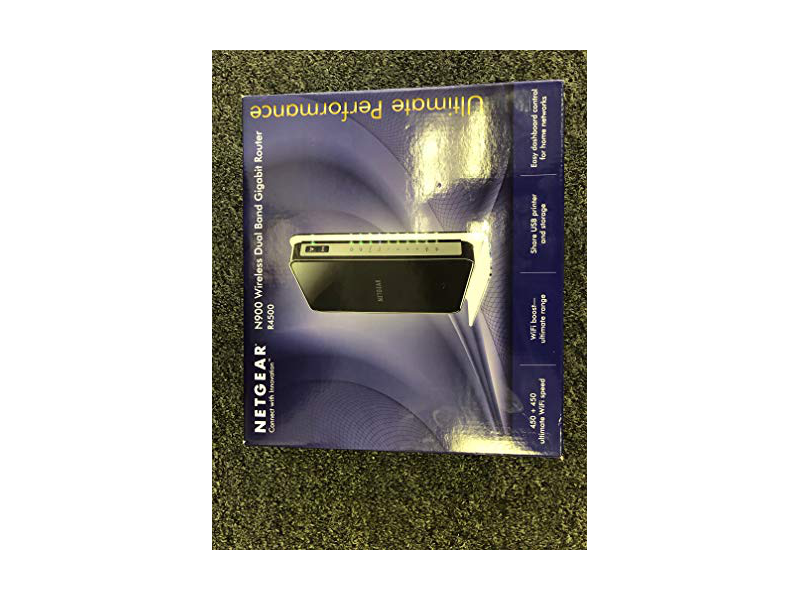 NETGEAR
Connect with Innovation™
N900 Wireless Dual Band Gigabit Router
R4500
Ultimate Performance
NETGEAR
450 + 450
ultimate WiFi speed
WiFi boost—
ultimate range
Share USB printer
and storage
Easy dashboard control
for home networks